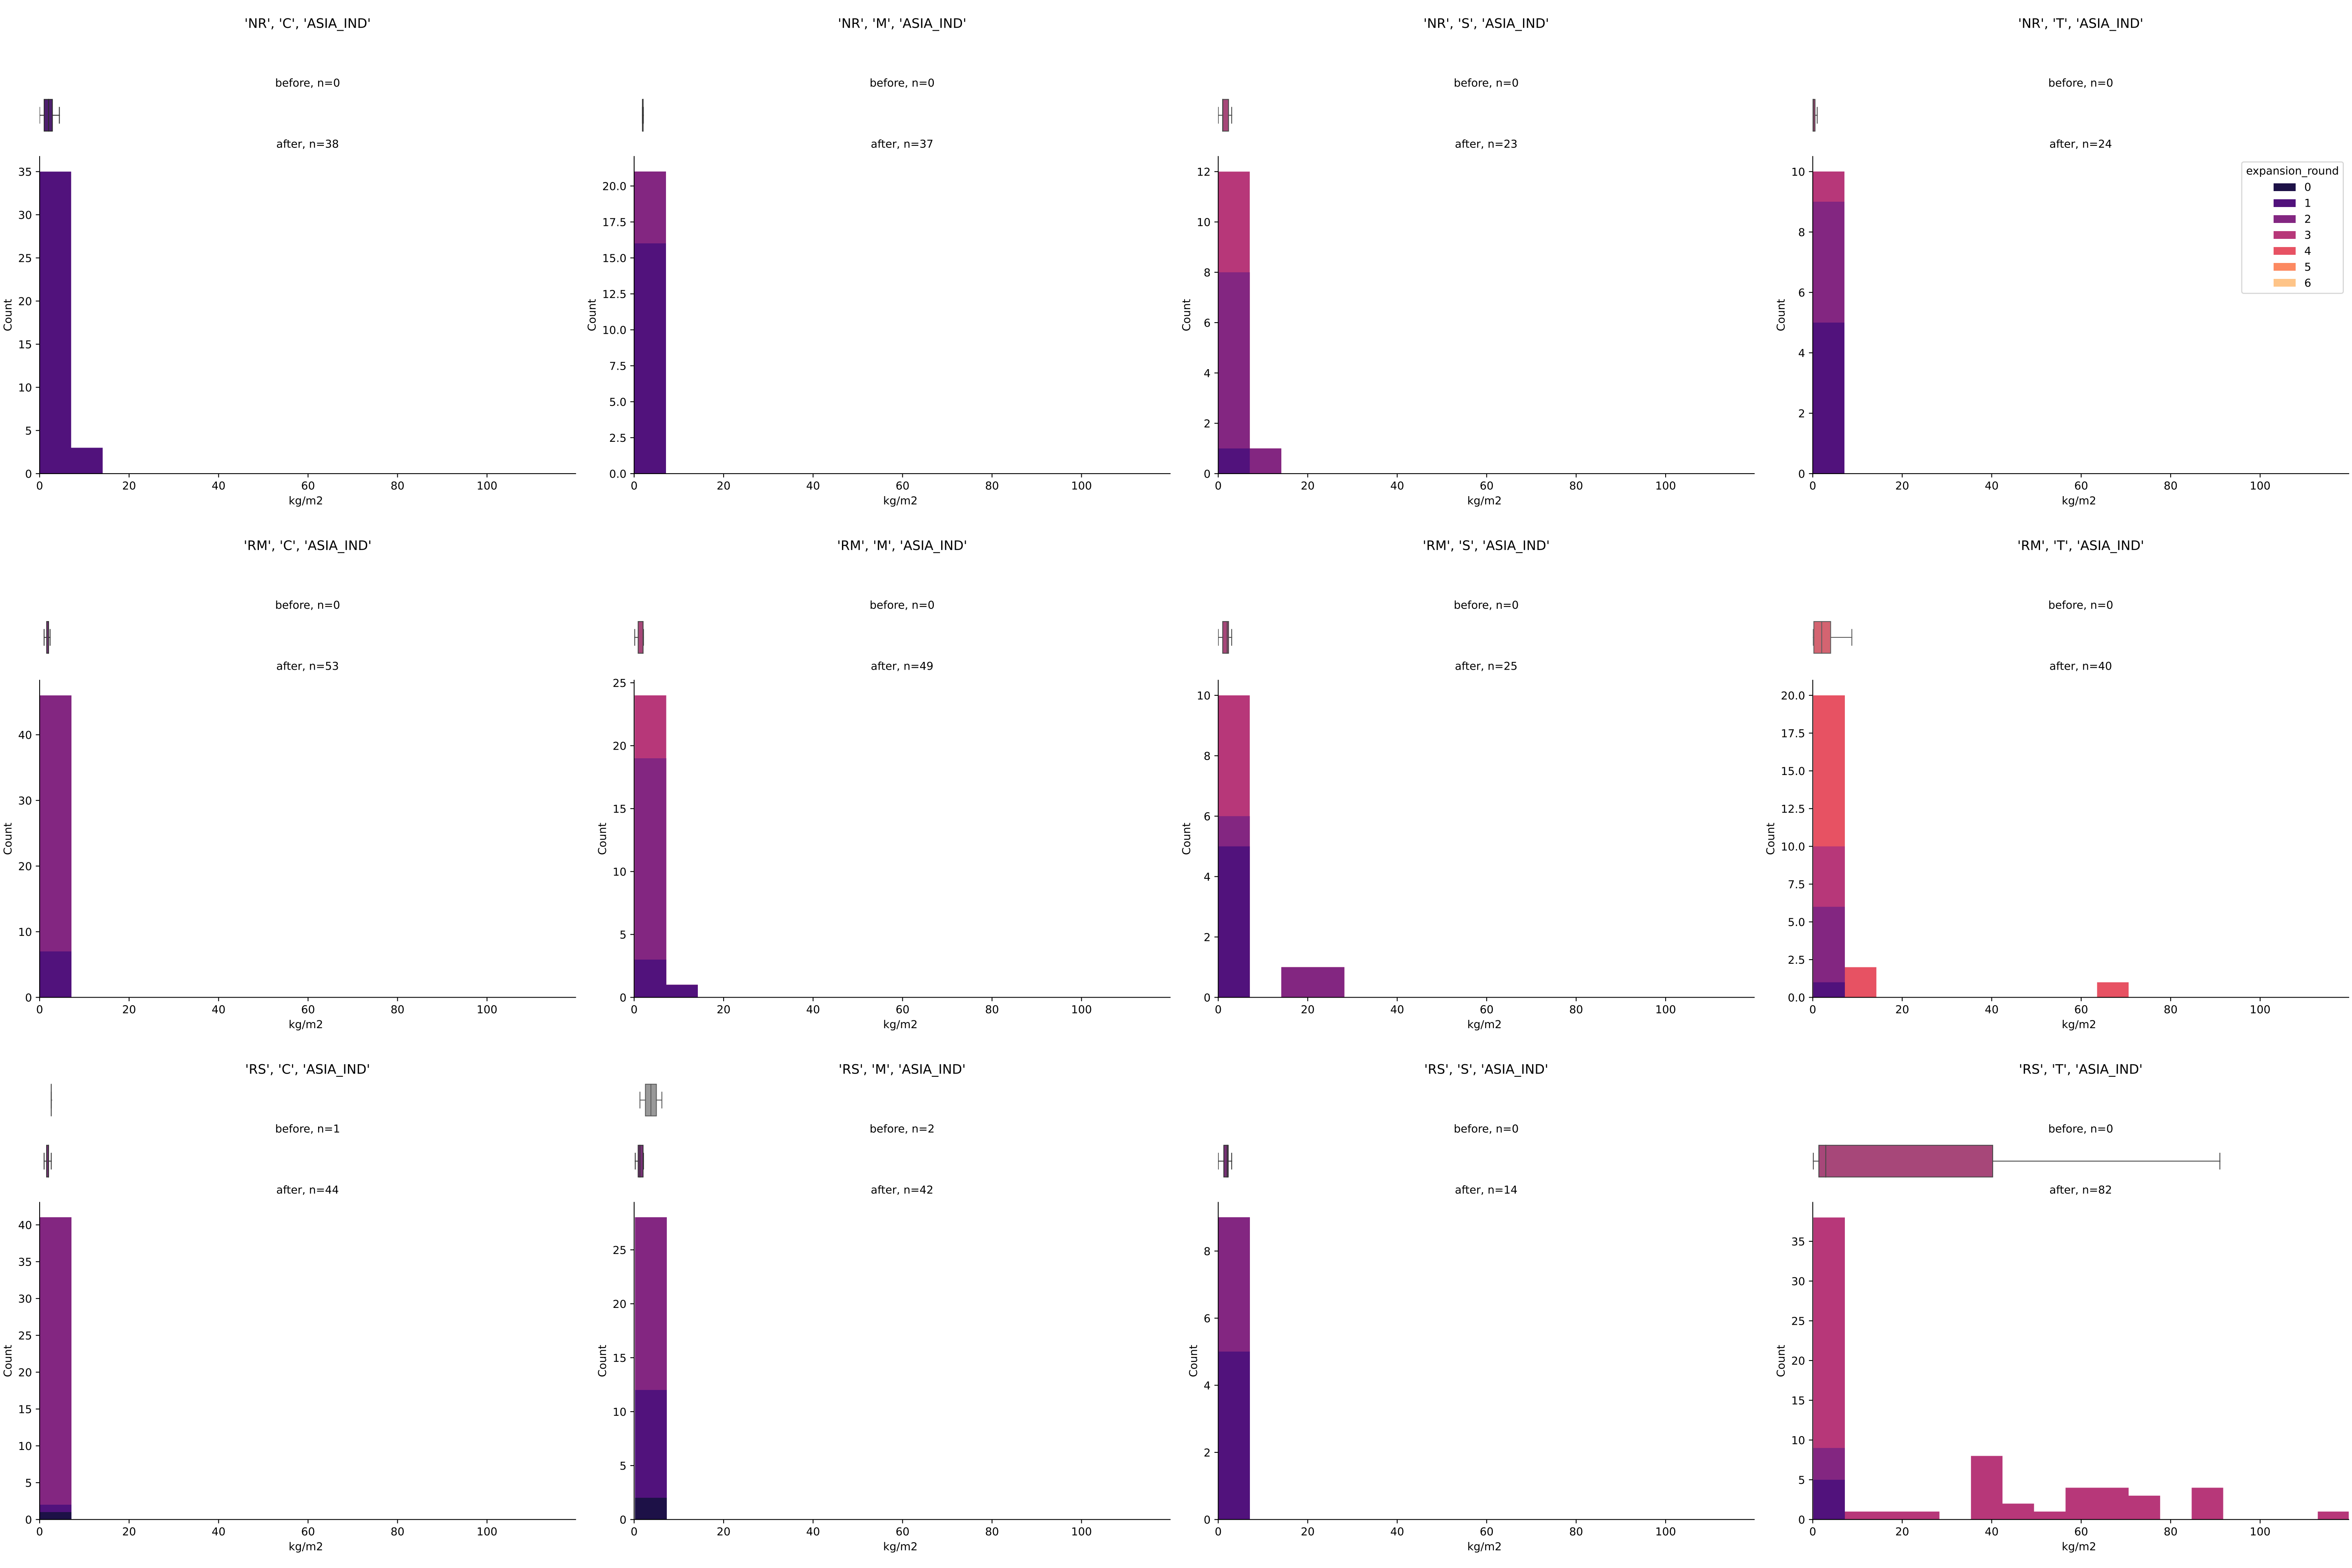 'NR', 'C', 'ASIA_IND'
before, n=0
after, n=38
35
30
25
20
15
10
5
0
Count
0 20 40 60 80 100
kg/m2
'NR', 'M', 'ASIA_IND'
before, n=0
after, n=37
20.0
17.5
15.0
12.5
10.0
7.5
5.0
2.5
0.0
Count
0 20 40 60 80 100
kg/m2
'NR', 'S', 'ASIA_IND'
before, n=0
after, n=23
12
10
8
6
4
2
0
Count
0 20 40 60 80 100
kg/m2
'NR', 'T', 'ASIA_IND'
before, n=0
after, n=24
10
8
6
4
2
0
Count
expansion_round
0
1
2
3
4
5
6
0 20 40 60 80 100
kg/m2
'RM', 'C', 'ASIA_IND'
before, n=0
after, n=53
40
30
20
10
0
Count
0 20 40 60 80 100
kg/m2
'RM', 'M', 'ASIA_IND'
before, n=0
after, n=49
25
20
15
10
5
0
Count
0 20 40 60 80 100
kg/m2
'RM', 'S', 'ASIA_IND'
before, n=0
after, n=25
10
8
6
4
2
0
Count
0 20 40 60 80 100
kg/m2
'RM', 'T', 'ASIA_IND'
before, n=0
after, n=40
20.0
17.5
15.0
12.5
10.0
7.5
5.0
2.5
0.0
Count
0 20 40 60 80 100
kg/m2
'RS', 'C', 'ASIA_IND'
before, n=1
after, n=44
40
35
30
25
20
15
10
5
0
Count
0 20 40 60 80 100
kg/m2
'RS', 'M', 'ASIA_IND'
before, n=2
after, n=42
25
20
15
10
5
0
Count
0 20 40 60 80 100
kg/m2
'RS', 'S', 'ASIA_IND'
before, n=0
after, n=14
8
6
4
2
0
Count
0 20 40 60 80 100
kg/m2
'RS', 'T', 'ASIA_IND'
before, n=0
after, n=82
35
30
25
20
15
10
5
0
Count
0 20 40 60 80 100
kg/m2